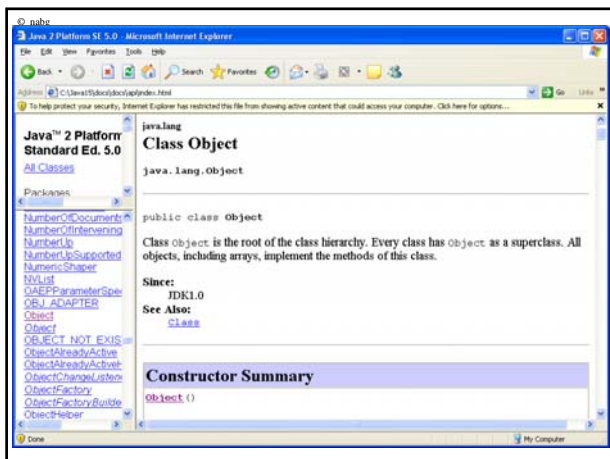 © nabg
Java 2 Platform SE 5.0 - Microsoft Internet Explorer
File Edit View Favorites Tools Help
Back Search Favorites
Address C:\Java15\docs\docs\api\index.html Go Links
To help protect your security, Internet Explorer has restricted this file from showing active content that could access your computer. Click here for options...
Java™ 2 Platform
Standard Ed. 5.0
All Classes
Packages
NumberOfDocuments
NumberOfIntervening
NumberUp
NumberUpSupported
NumericShaper
NVList
OAEPParameterSpec
OBJ_ADAPTER
Object
Object
OBJECT_NOT_EXIS
ObjectAlreadyActive
ObjectAlreadyActiveH
ObjectChangeListen
ObjectFactory
ObjectFactoryBuilde
ObjectHelper
java.lang
Class Object
java.lang.Object
public class Object
Class Object is the root of the class hierarchy. Every class has Object as a superclass. All
objects, including arrays, implement the methods of this class.
Since:
JDK1.0
See Also:
Class
Constructor Summary
Object()
Done My Computer